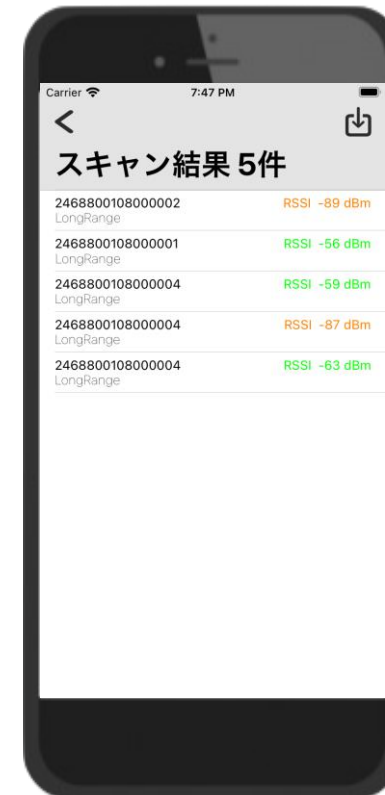 Carrier 7:47 PM
スキャン結果 5件
2468800108000002 RSSI -89 dBm
LongRange
2468800108000001 RSSI -56 dBm
LongRange
2468800108000004 RSSI -59 dBm
LongRange
2468800108000004 RSSI -87 dBm
LongRange
2468800108000004 RSSI -63 dBm
LongRange